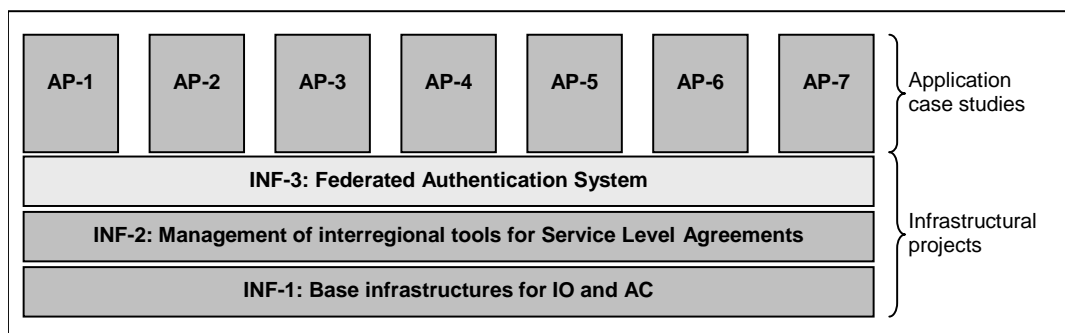 AP-1
AP-2
AP-3
AP-4
AP-5
AP-6
AP-7
Application
case studies
INF-3: Federated Authentication System
INF-2: Management of interregional tools for Service Level Agreements
INF-1: Base infrastructures for IO and AC
Infrastructural
projects